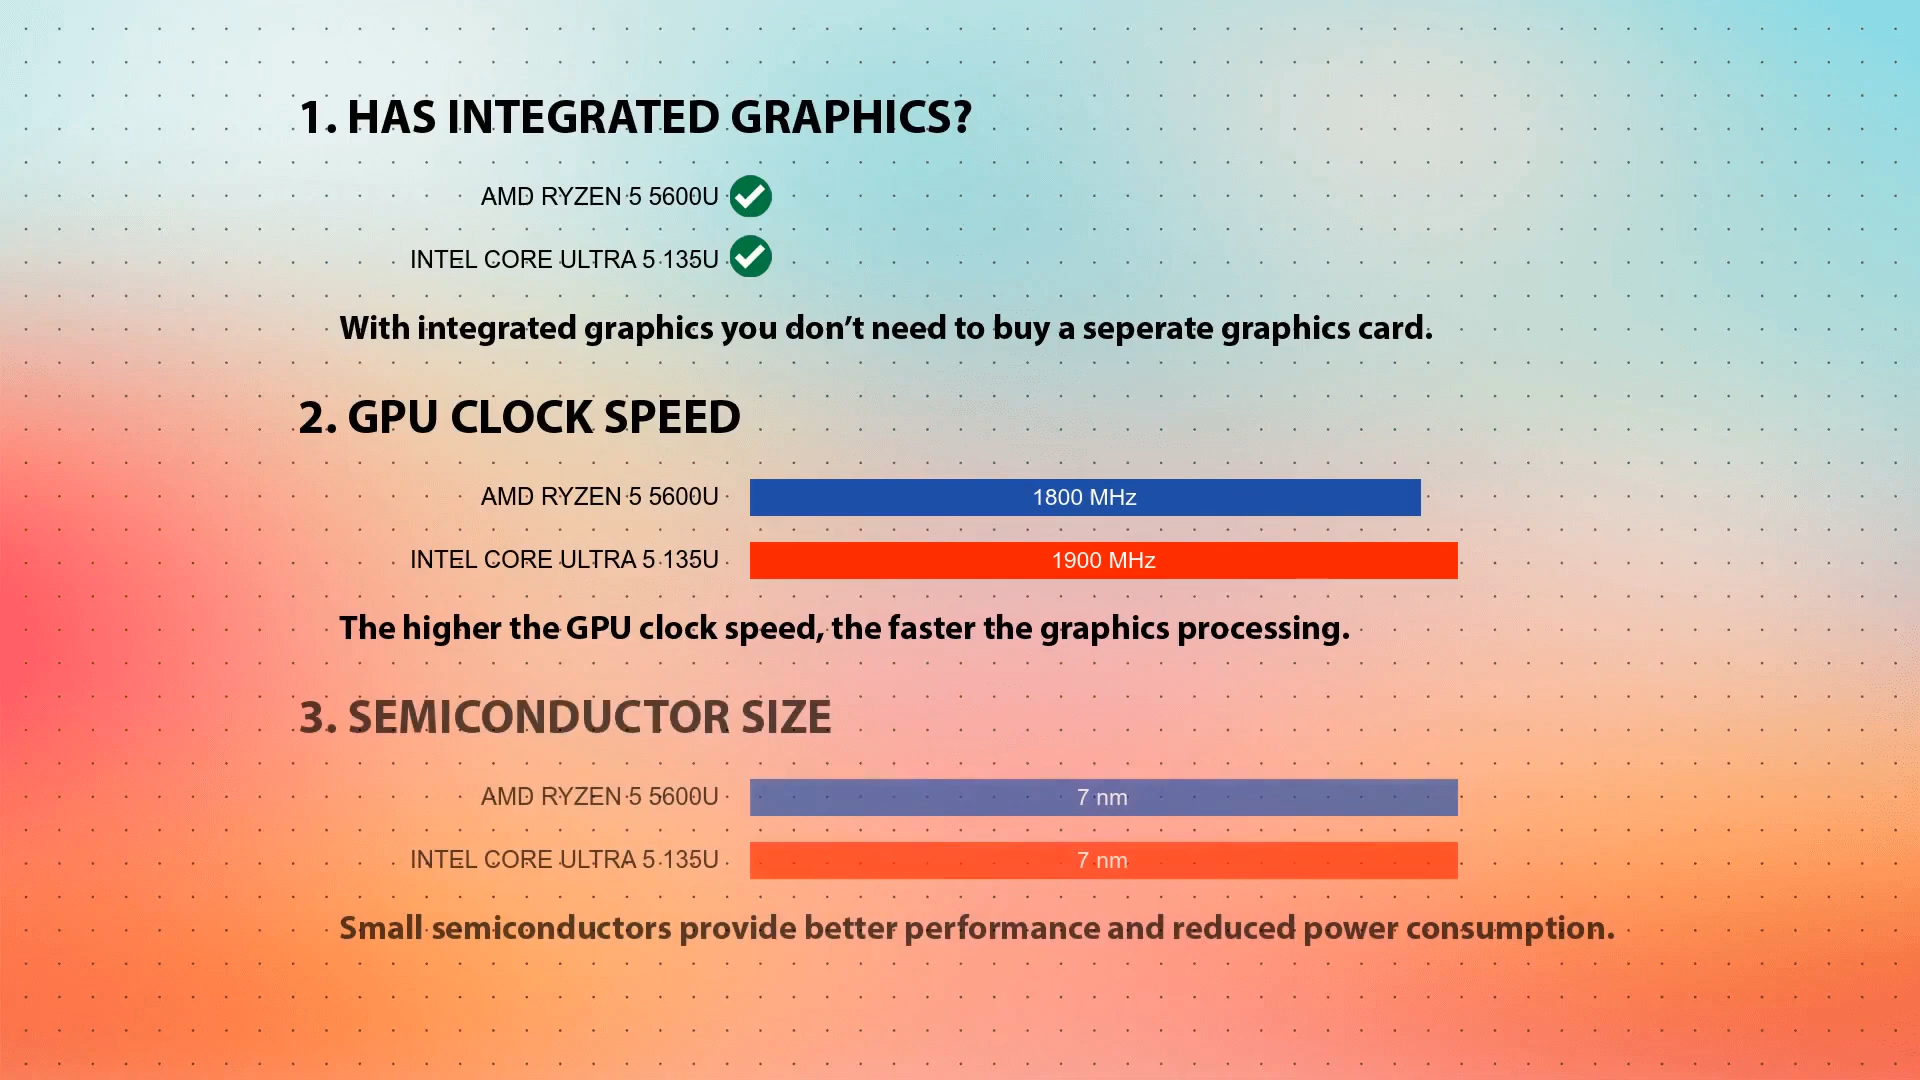 1. HAS INTEGRATED GRAPHICS?
AMD RYZEN 5 5600U
INTEL CORE ULTRA 5 135U
With integrated graphics you don’t need to buy a seperate graphics card.
2. GPU CLOCK SPEED
AMD RYZEN 5 5600U 1800 MHz
INTEL CORE ULTRA 5 135U 1900 MHz
The higher the GPU clock speed, the faster the graphics processing.
3. SEMICONDUCTOR SIZE
AMD RYZEN 5 5600U 7 nm
INTEL CORE ULTRA 5 135U 7 nm
Small semiconductors provide better performance and reduced power consumption.